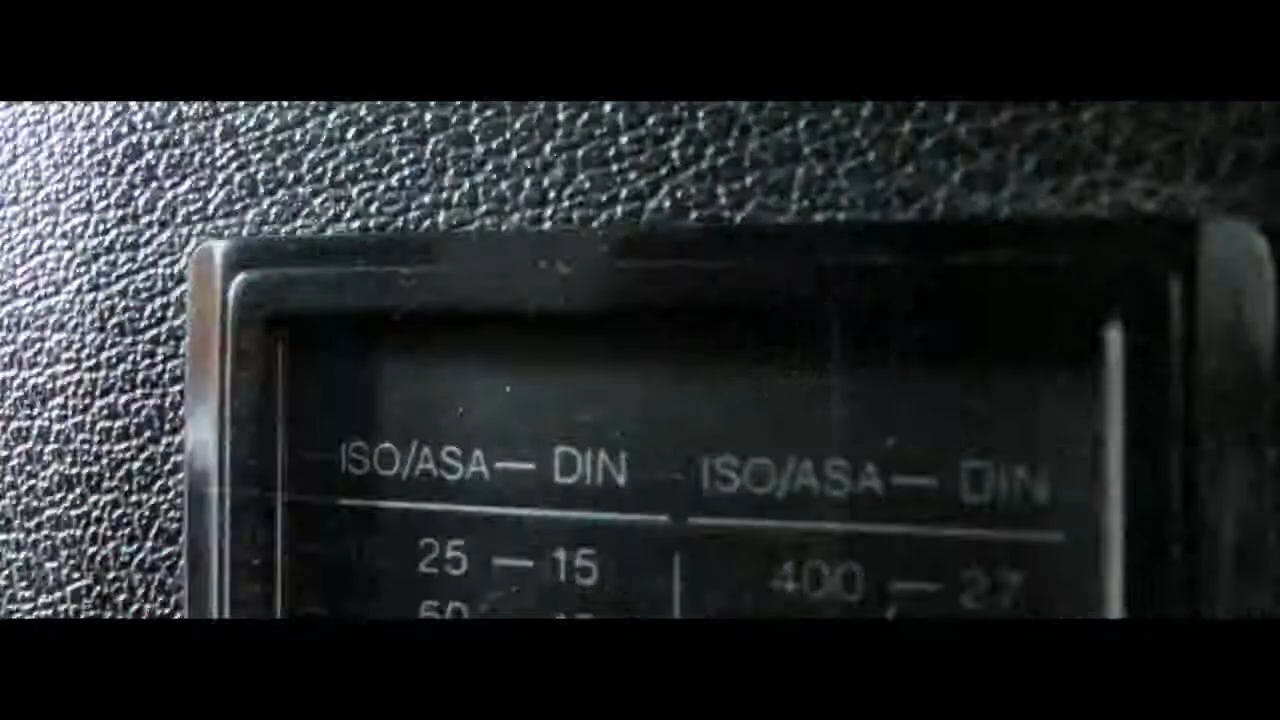 ISO/ASA — DIN ISO/ASA — DIN
25 — 15 400 — 27